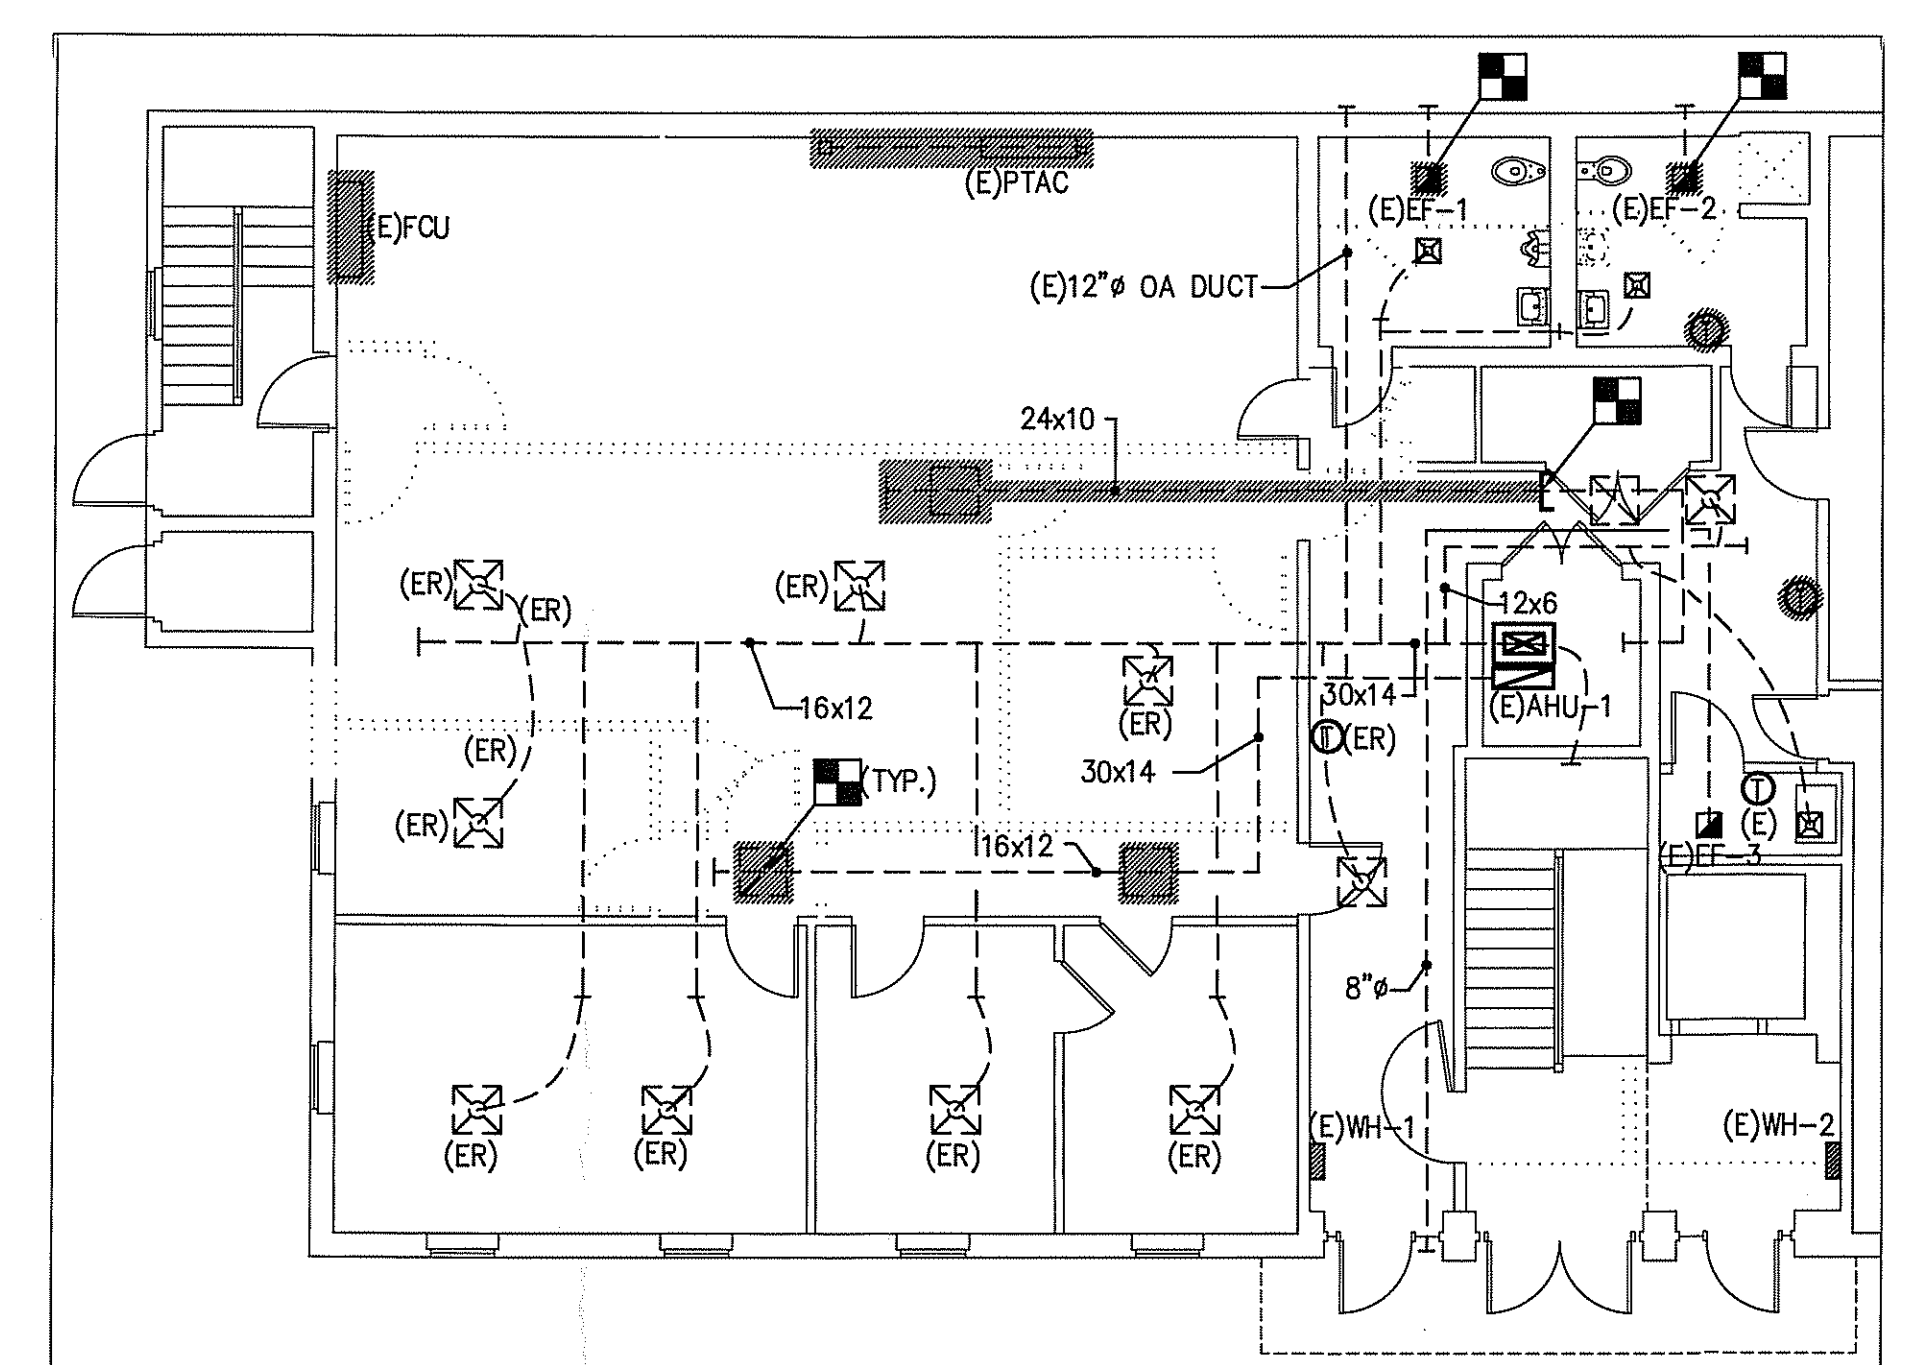 (E)PTAC
(E)FCU
(E)EF-1
(E)EF-2
(E)12"ø OA DUCT
24x10
(ER)
(ER)
(ER)
12x6
16x12
(ER)
(ER)
30x14
(E)AHU-1
T
(ER)
30x14
(TYP.)
(ER)
16x12
T
(E)
(E)EF-3
8"ø
(E)WH-1
(E)WH-2
(ER)
(ER)
(ER)
(ER)
T
T